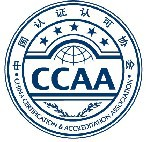 中国认证认可协会
CCAA
CHINA CERTIFICATION & ACCREDITATION ASSOCIATION